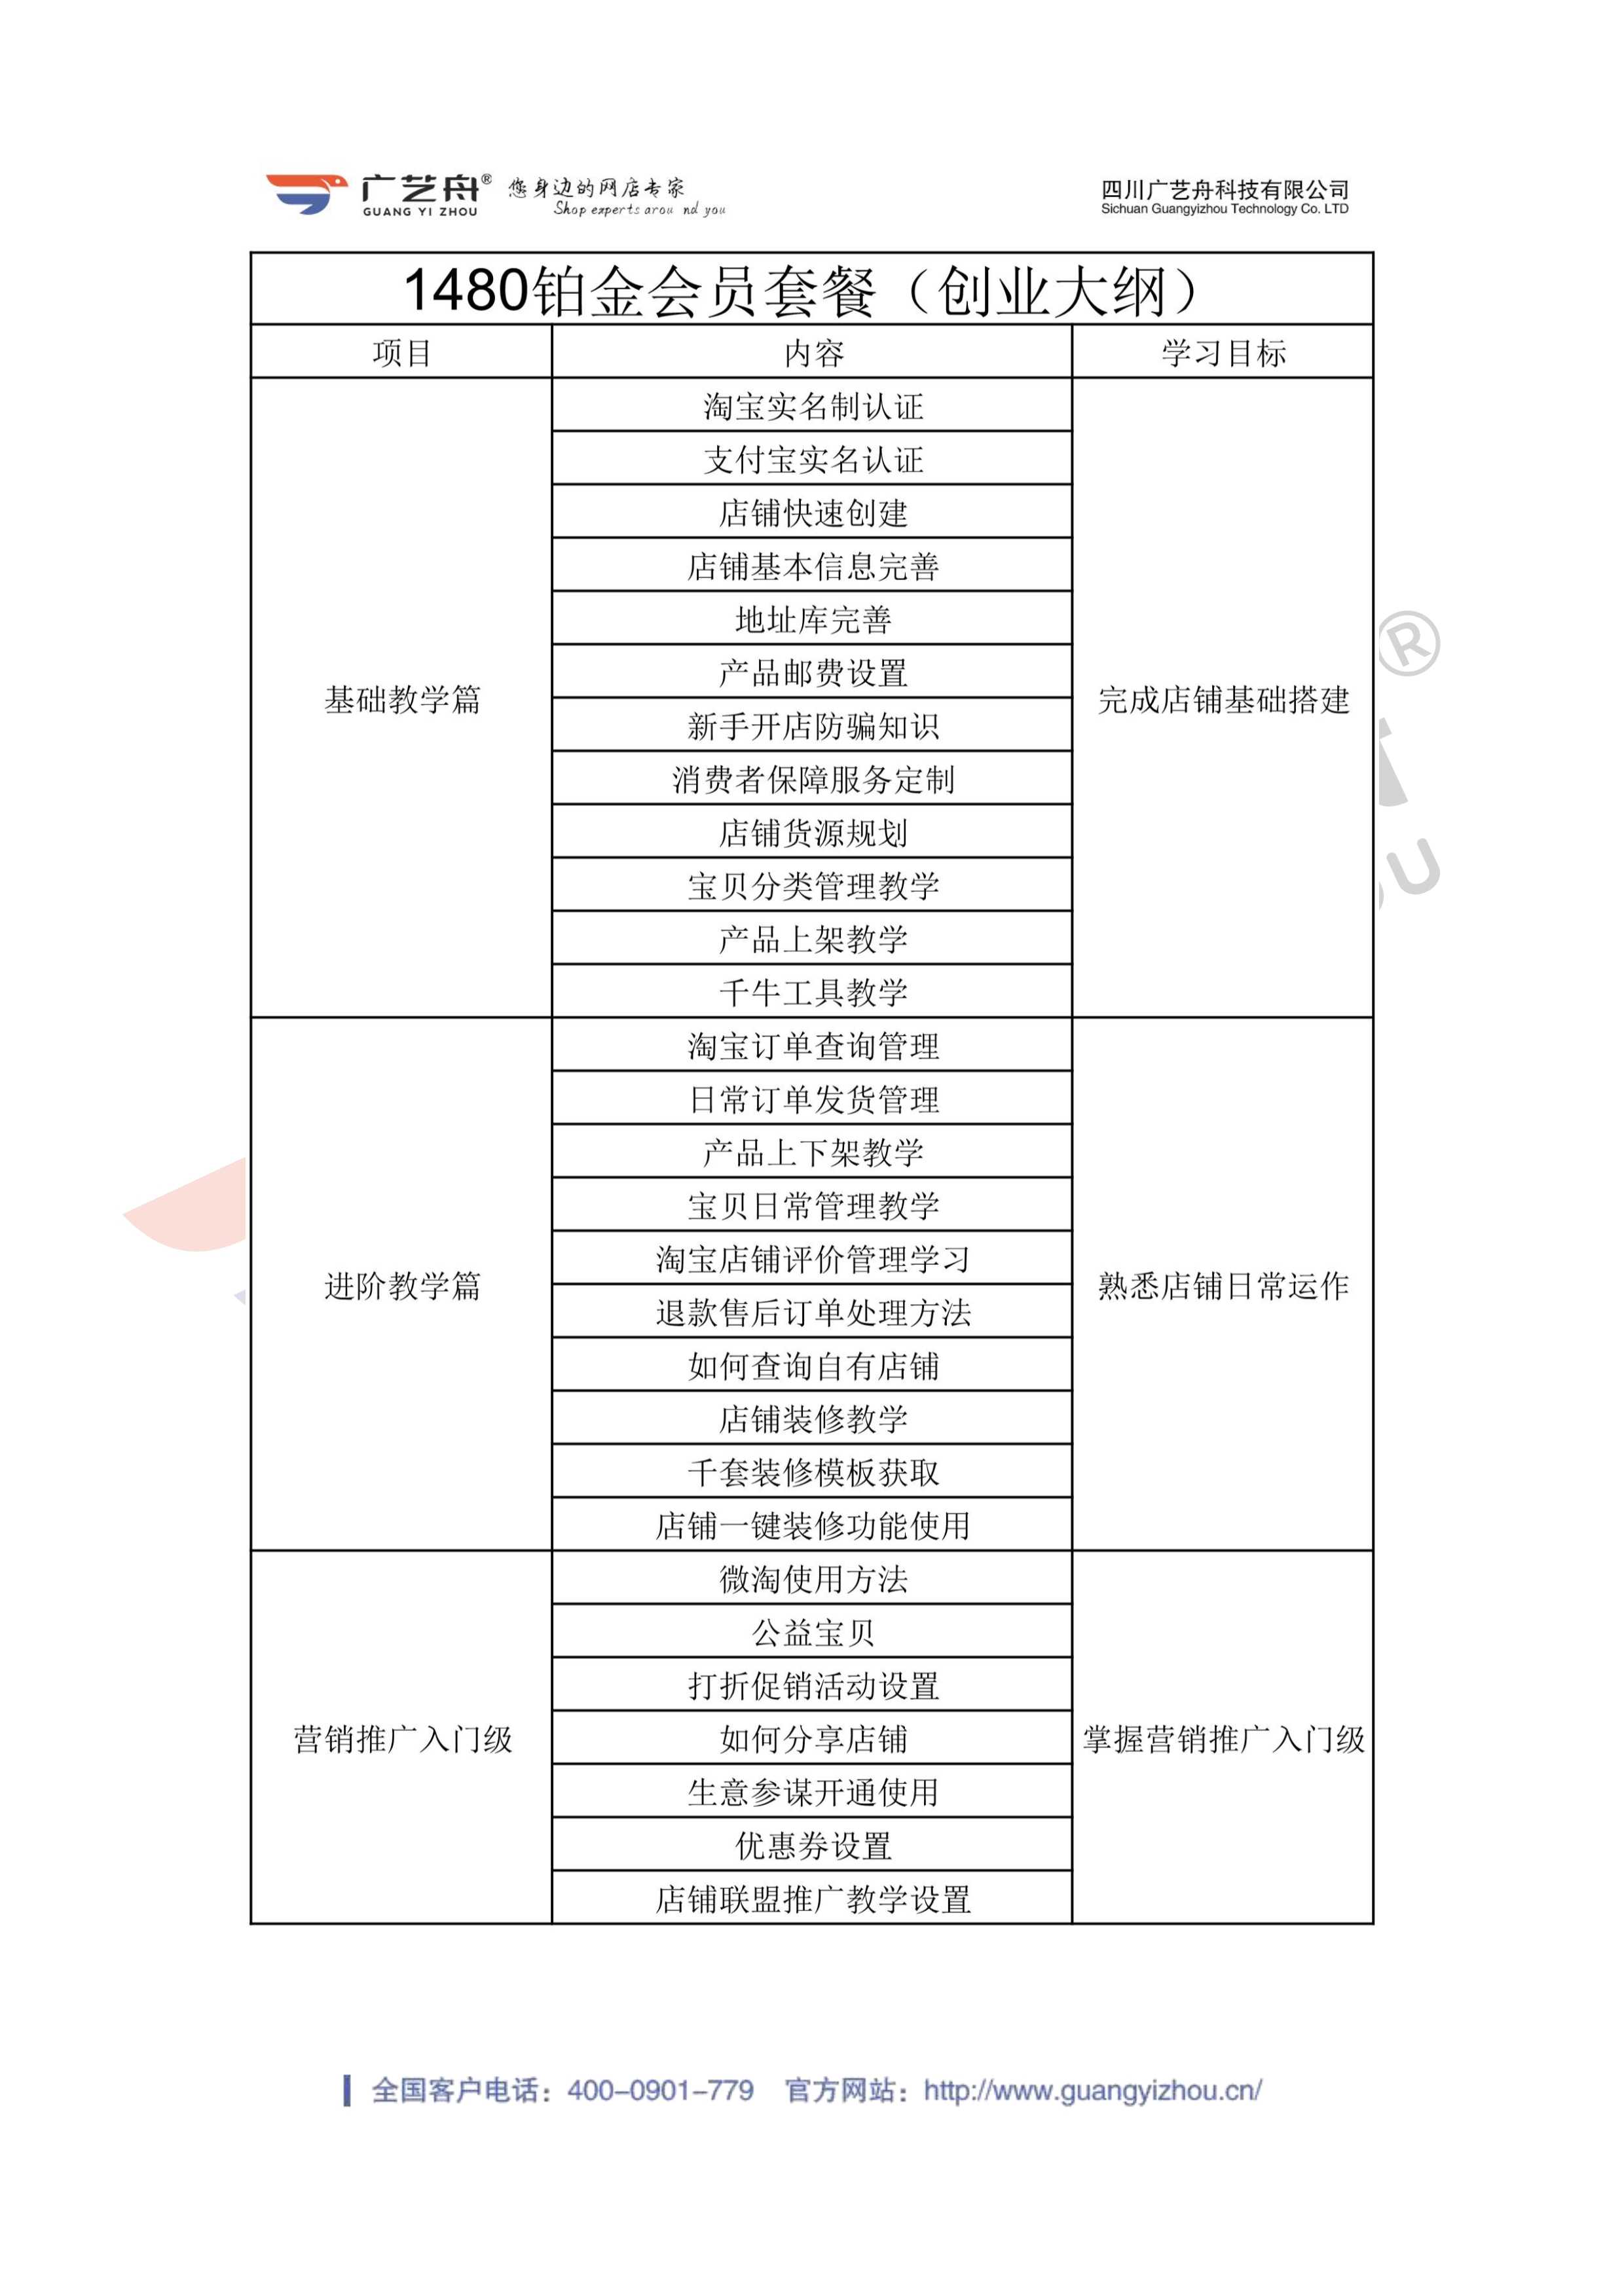 广艺舟®
GUANG YI ZHOU
您身边的网店专家
Shop experts arou nd you
四川广艺舟科技有限公司
Sichuan Guangyizhou Technology Co. LTD
1480铂金会员套餐（创业大纲）
项目 内容 学习目标
基础教学篇
淘宝实名制认证
支付宝实名认证
店铺快速创建
店铺基本信息完善
地址库完善
产品邮费设置
新手开店防骗知识
消费者保障服务定制
店铺货源规划
宝贝分类管理教学
产品上架教学
千牛工具教学
完成店铺基础搭建
进阶教学篇
淘宝订单查询管理
日常订单发货管理
产品上下架教学
宝贝日常管理教学
淘宝店铺评价管理学习
退款售后订单处理方法
如何查询自有店铺
店铺装修教学
千套装修模板获取
店铺一键装修功能使用
熟悉店铺日常运作
营销推广入门级
微淘使用方法
公益宝贝
打折促销活动设置
如何分享店铺
生意参谋开通使用
优惠券设置
店铺联盟推广教学设置
掌握营销推广入门级
®
U
全国客户电话：400-0901-779 官方网站：http://www.guangyizhou.cn/